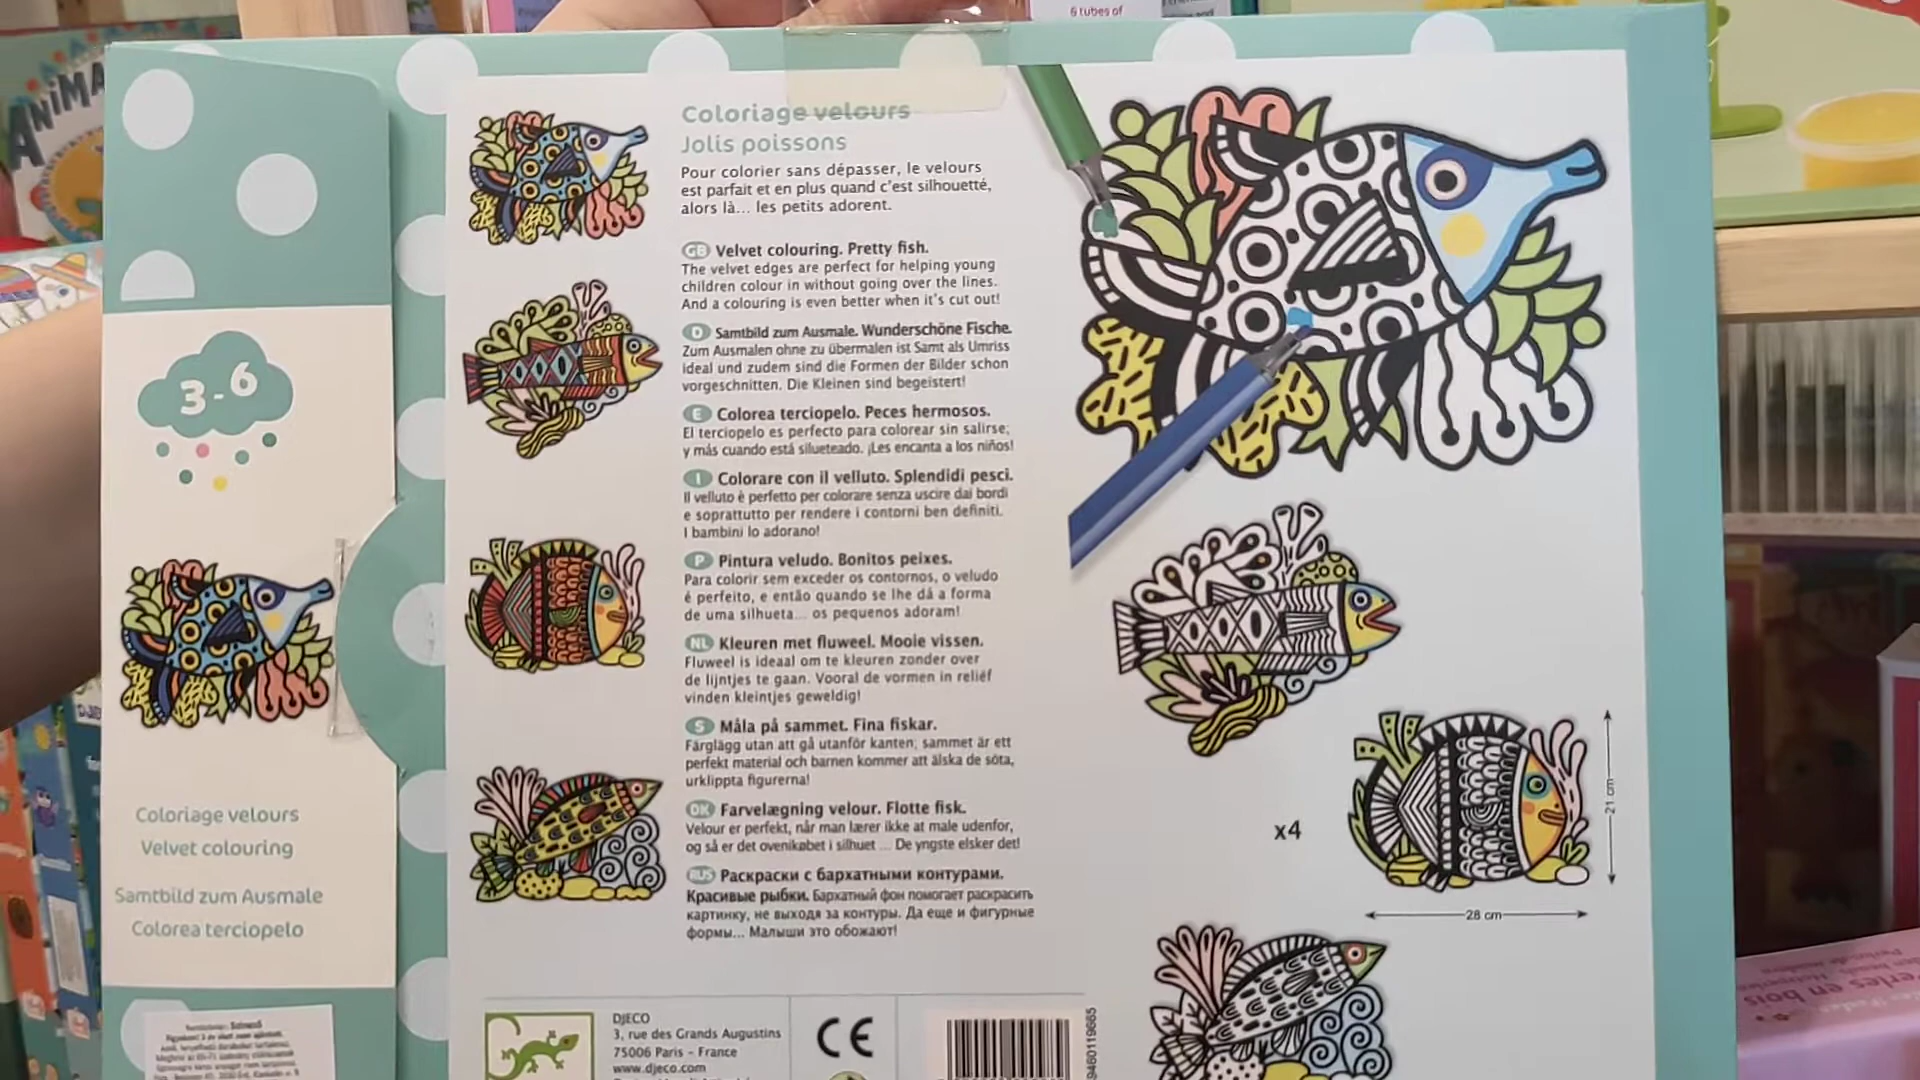 6 tubes of
ANIMA
3-6
Coloriage velours
Velvet colouring
Samtbild zum Ausmale
Colorea terciopelo
Coloriage velours
Jolis poissons
Pour colorier sans dépasser, le velours
est parfait et en plus quand c'est silhouetté,
alors là... les petits adorent.
GB Velvet colouring. Pretty fish.
The velvet edges are perfect for helping young
children colour in without going over the lines.
And a colouring is even better when it's cut out!
D Samtbild zum Ausmale. Wunderschöne Fische.
Zum Ausmalen ohne zu übermalen ist Samt als Umriss
ideal und zudem sind die Formen der Bilder schon
vorgeschnitten. Die Kleinen sind begeistert!
E Colorea terciopelo. Peces hermosos.
El terciopelo es perfecto para colorear sin salirse,
y más cuando está silueteado. ¡Les encanta a los niños!
I Colorare con il velluto. Splendidi pesci.
Il velluto è perfetto per colorare senza uscire dai bordi
e soprattutto per rendere i contorni ben definiti.
I bambini lo adorano!
P Pintura veludo. Bonitos peixes.
Para colorir sem exceder os contornos, o veludo
é perfeito, e então quando se lhe dá a forma
de uma silhueta... os pequenos adoram!
NL Kleuren met fluweel. Mooie vissen.
Fluweel is ideaal om te kleuren zonder over
de lijntjes te gaan. Vooral de vormen in reliëf
vinden kleintjes geweldig!
S Måla på sammet. Fina fiskar.
Färglägg utan att gå utanför kanten; sammet är ett
perfekt material och barnen kommer att älska de söta,
urklippta figurerna!
DK Farvelægning velour. Flotte fisk.
Velour er perfekt, når man lærer ikke at male udenfor,
og så er det ovenikøbet i silhuet ... De yngste elsker det!
RUS Раскраски с бархатными контурами.
Красивые рыбки. Бархатный фон помогает раскрасить
картинку, не выходя за контуры. Да еще и фигурные
формы... Малыши это обожают!
DJECO
3, rue des Grands Augustins
75006 Paris - France
www.djeco.com
CE
x4
21 cm
28 cm
9460119665
Perles en bois